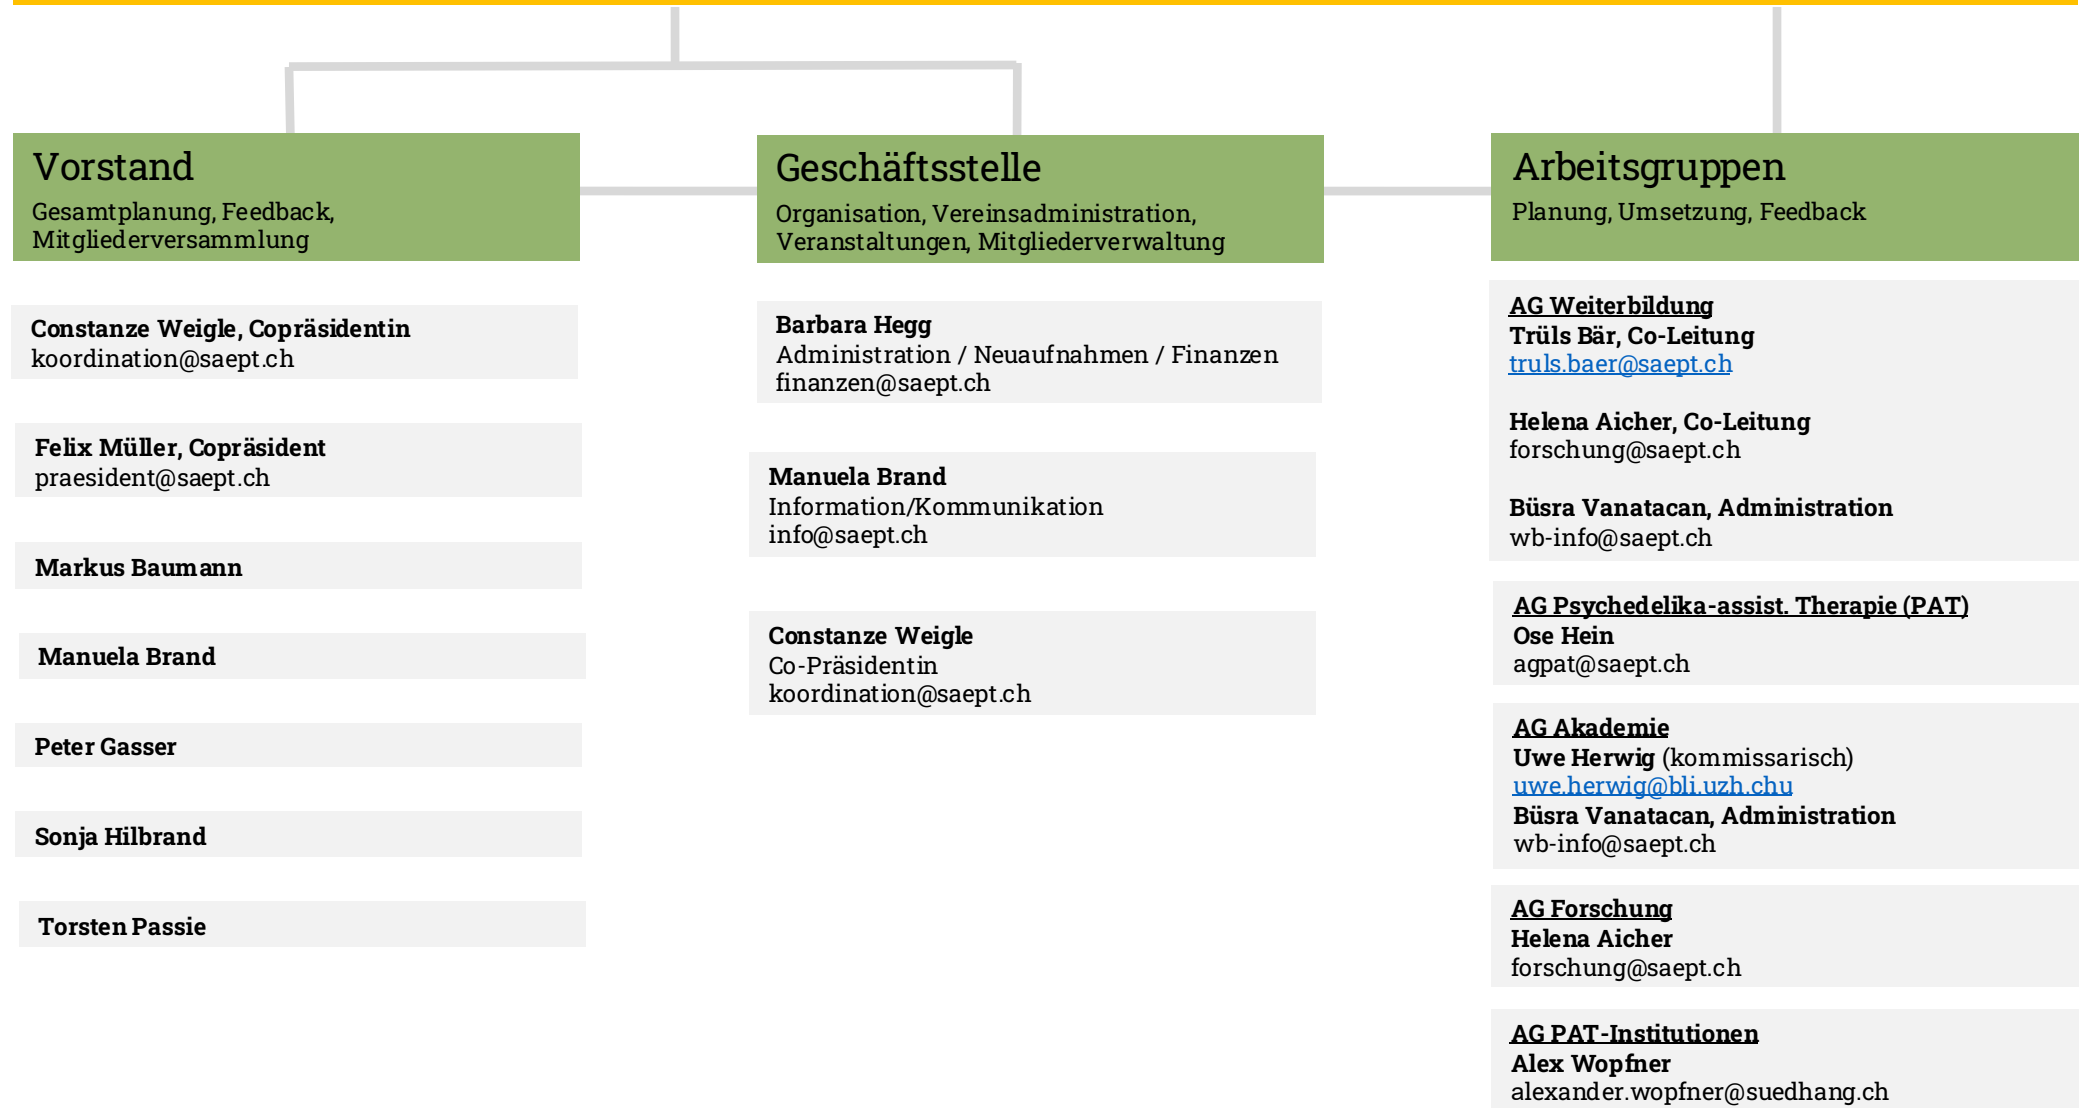 Vorstand
Gesamtplanung, Feedback,
Mitgliederversammlung
Constanze Weigle, Copräsidentin
koordination@saept.ch
Felix Müller, Copräsident
praesident@saept.ch
Markus Baumann
Manuela Brand
Peter Gasser
Sonja Hilbrand
Torsten Passie
Geschäftsstelle
Organisation, Vereinsadministration,
Veranstaltungen, Mitgliederverwaltung
Barbara Hegg
Administration / Neuaufnahmen / Finanzen
finanzen@saept.ch
Manuela Brand
Information/Kommunikation
info@saept.ch
Constanze Weigle
Co-Präsidentin
koordination@saept.ch
Arbeitsgruppen
Planung, Umsetzung, Feedback
AG Weiterbildung
Trüls Bär, Co-Leitung
truls.baer@saept.ch
Helena Aicher, Co-Leitung
forschung@saept.ch
Büsra Vanatacan, Administration
wb-info@saept.ch
AG Psychedelika-assist. Therapie (PAT)
Ose Hein
agpat@saept.ch
AG Akademie
Uwe Herwig (kommissarisch)
uwe.herwig@bli.uzh.chu
Büsra Vanatacan, Administration
wb-info@saept.ch
AG Forschung
Helena Aicher
forschung@saept.ch
AG PAT-Institutionen
Alex Wopfner
alexander.wopfner@suedhang.ch